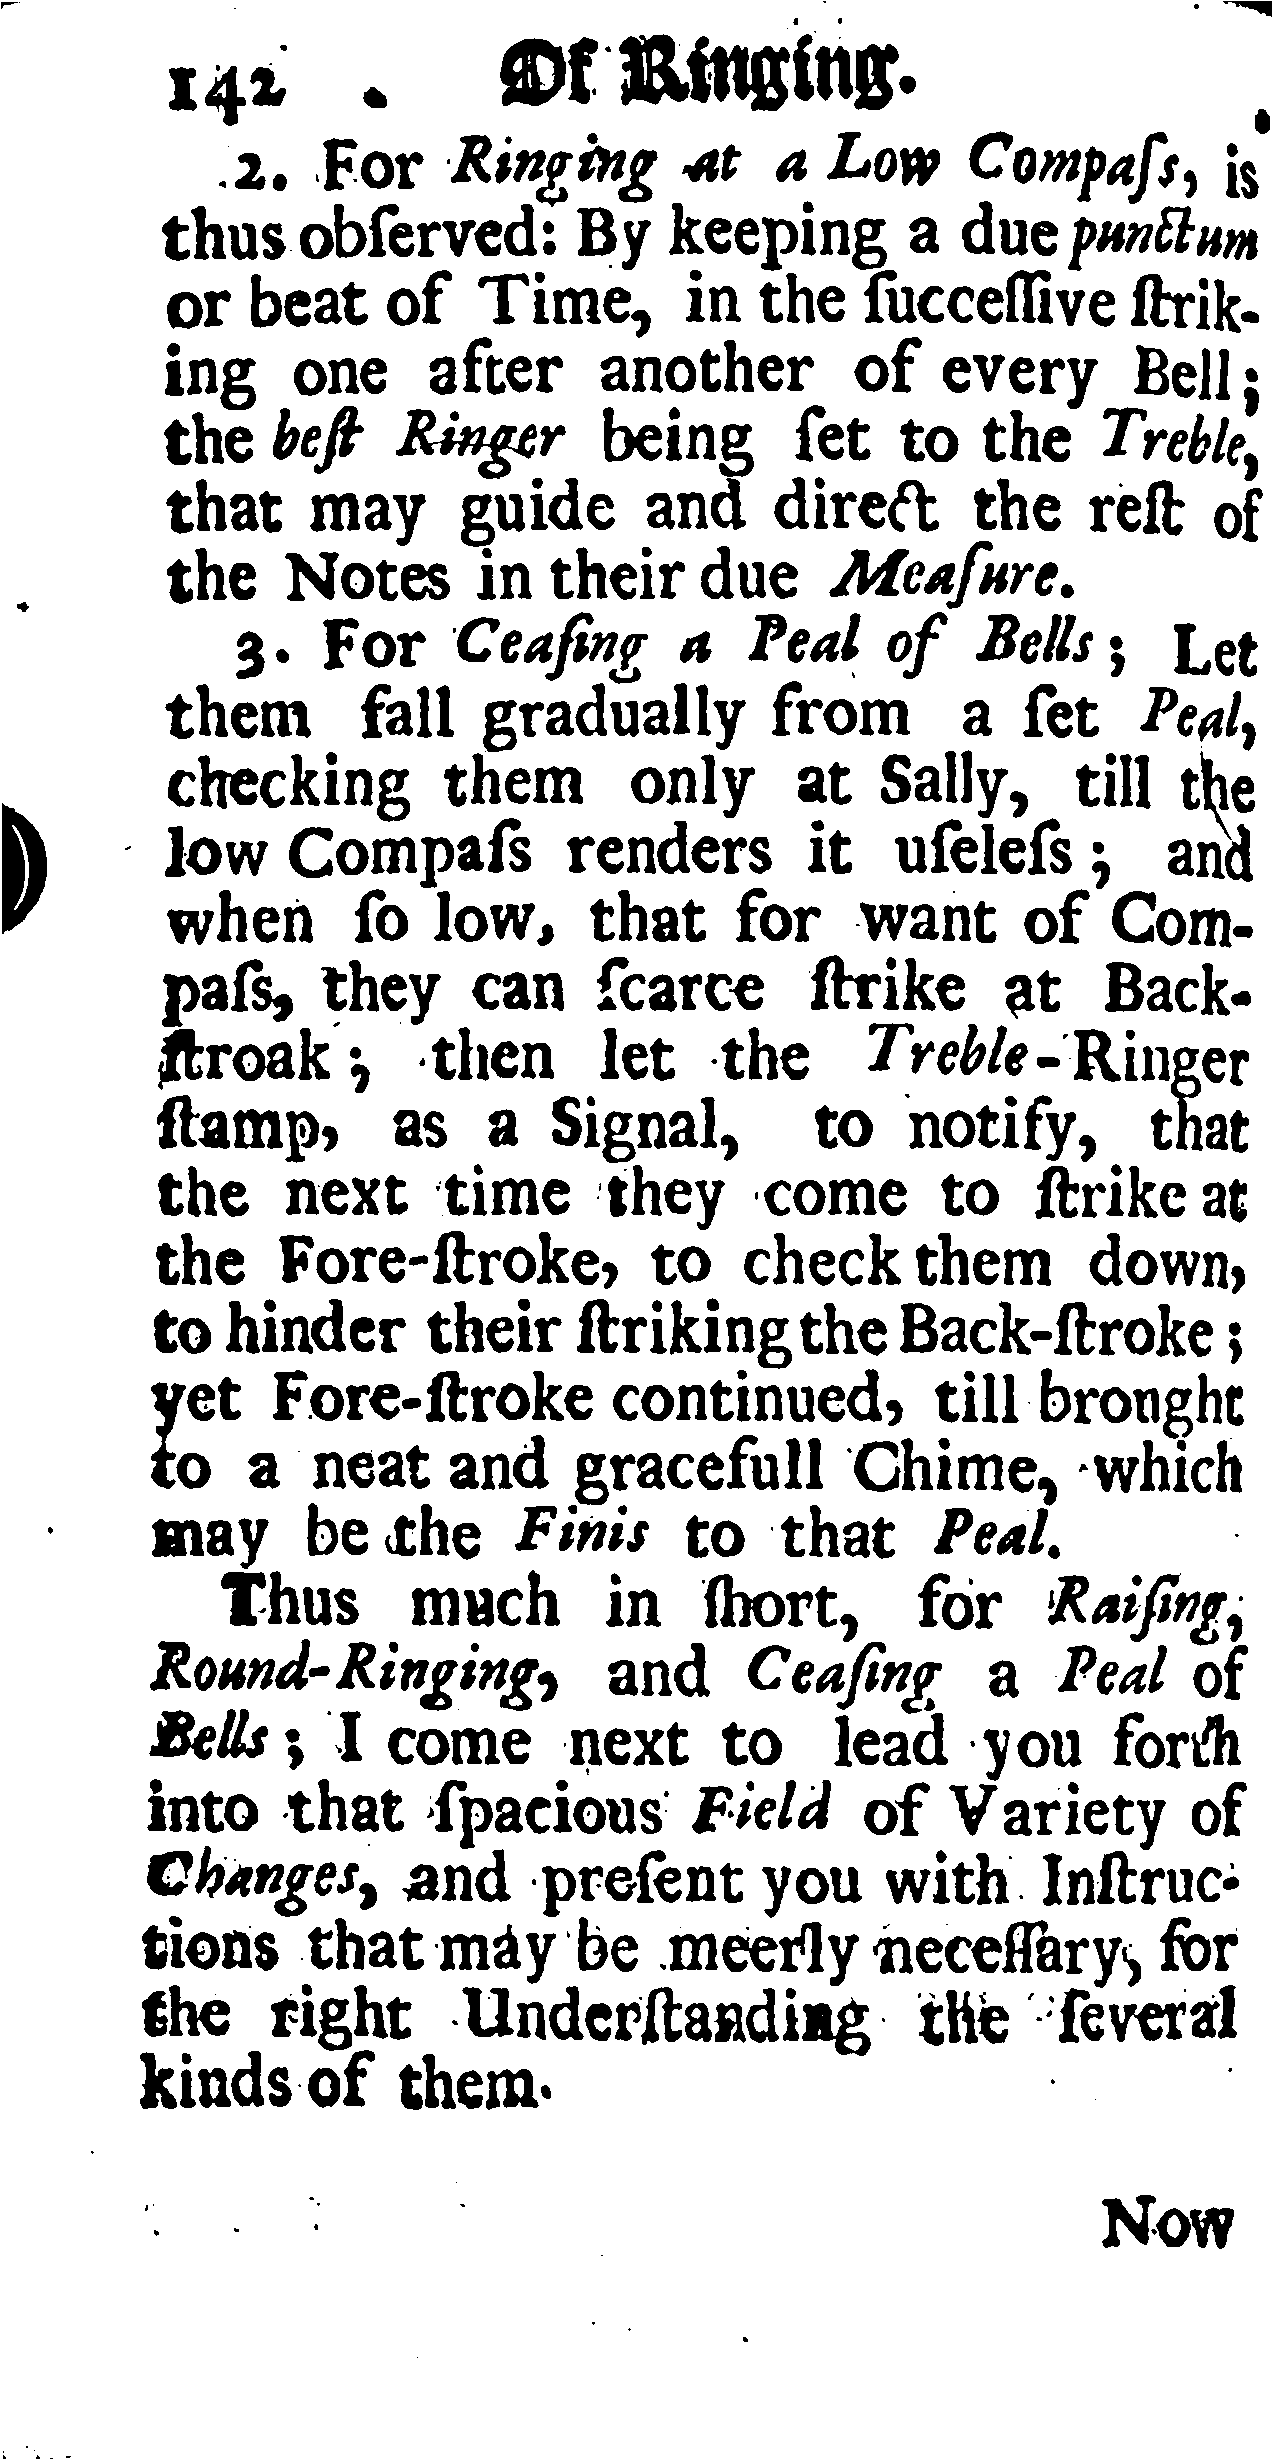 142 . Of Ringing.
2. For Ringing at a Low Compaſs, is
thus obſerved: By keeping a due punctum
or beat of Time, in the ſucceſſive ſtrik-
ing one after another of every Bell;
the beſt Ringer being ſet to the Treble,
that may guide and direct the reſt of
the Notes in their due Meaſure.
3. For Ceaſing a Peal of Bells; Let
them fall gradually from a ſet Peal,
checking them only at Sally, till the
low Compaſs renders it uſeleſs; and
when ſo low, that for want of Com-
paſs, they can ſcarce ſtrike at Back-
ſtroak; then let the Treble-Ringer
ſtamp, as a Signal, to notify, that
the next time they come to ſtrike at
the Fore-ſtroke, to check them down,
to hinder their ſtriking the Back-ſtroke;
yet Fore-ſtroke continued, till bronght
to a neat and gracefull Chime, which
may be the Finis to that Peal.
Thus much in ſhort, for Raiſing,
Round-Ringing, and Ceaſing a Peal of
Bells; I come next to lead you forth
into that ſpacious Field of Variety of
Changes, and preſent you with Inſtruc-
tions that may be meerly neceſſary, for
the right Underſtanding the ſeveral
kinds of them.
Now